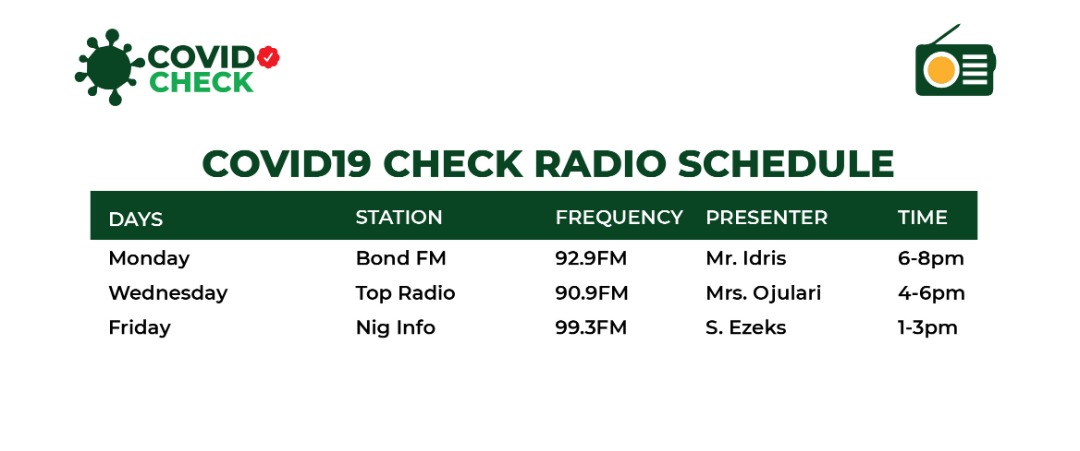 COVID
CHECK
COVID19 CHECK RADIO SCHEDULE
DAYS STATION FREQUENCY PRESENTER TIME
Monday Bond FM 92.9FM Mr. Idris 6-8pm
Wednesday Top Radio 90.9FM Mrs. Ojulari 4-6pm
Friday Nig Info 99.3FM S. Ezeks 1-3pm